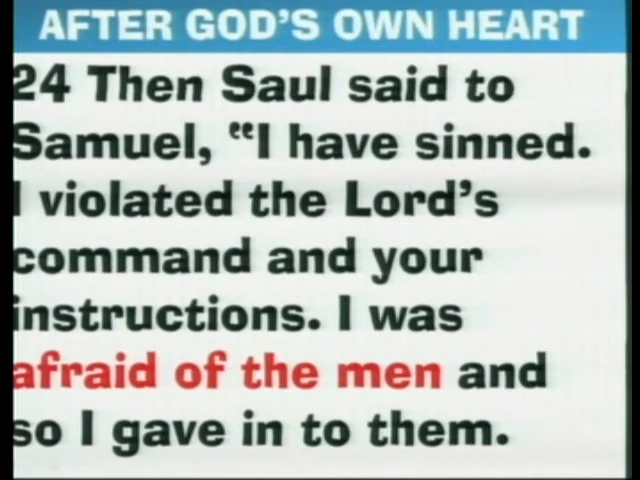 AFTER GOD'S OWN HEART
24 Then Saul said to
Samuel, “I have sinned.
I violated the Lord's
command and your
instructions. I was
afraid of the men and
so I gave in to them.